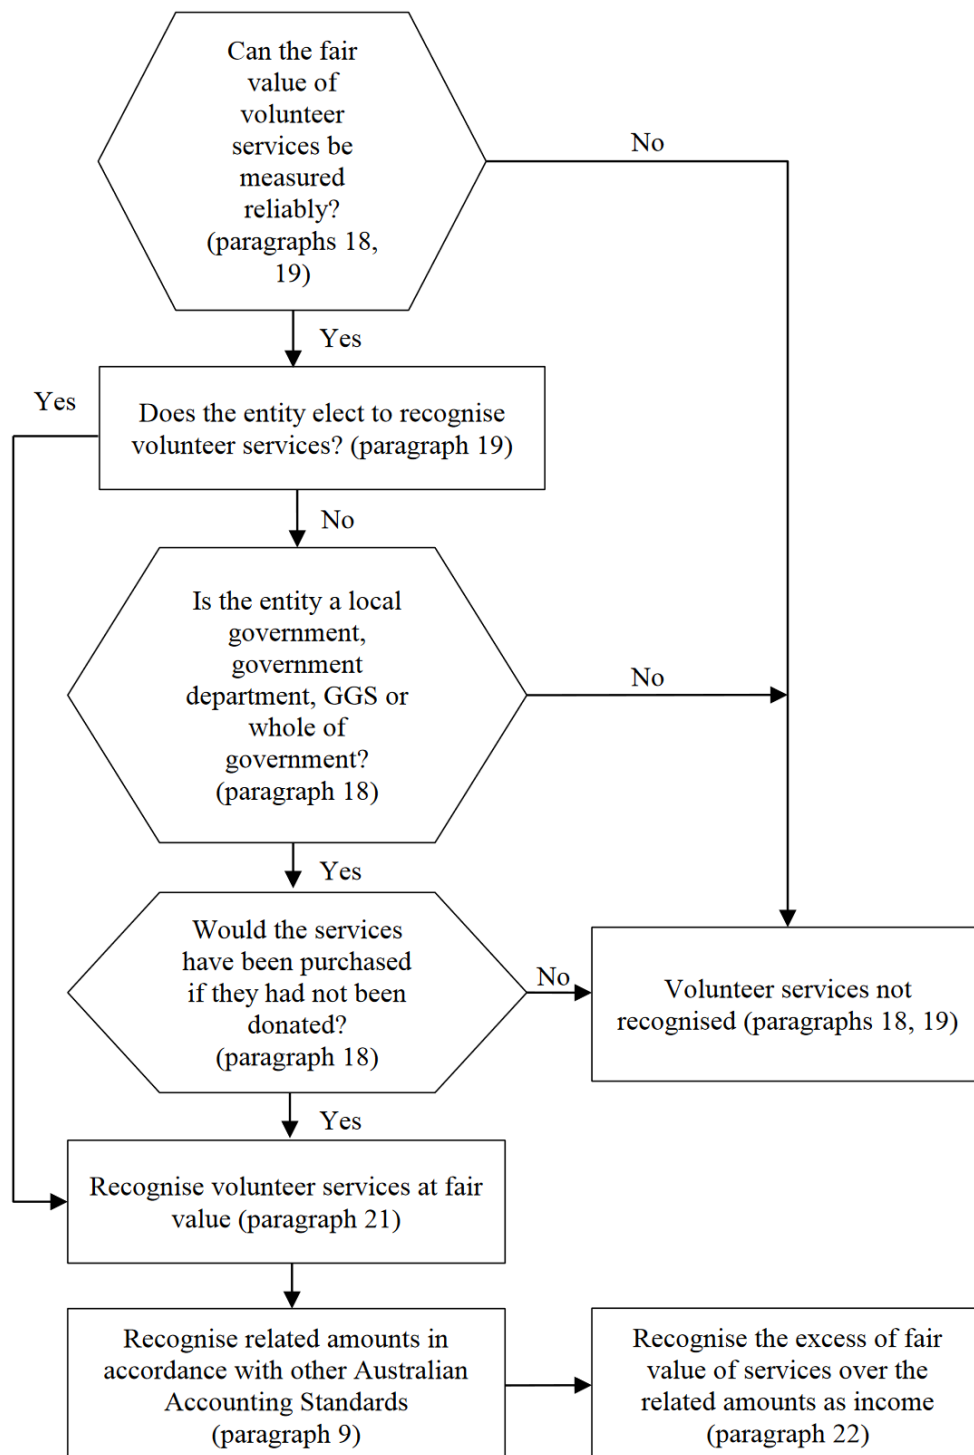 Can the fair
value of
volunteer
services be
measured
reliably?
(paragraphs 18,
19)
No
Yes
Yes
Does the entity elect to recognise
volunteer services? (paragraph 19)
No
Is the entity a local
government,
government
department, GGS or
whole of
government?
(paragraph 18)
No
Yes
Would the services
have been purchased
if they had not been
donated?
(paragraph 18)
No
Volunteer services not
recognised (paragraphs 18, 19)
Yes
Recognise volunteer services at fair
value (paragraph 21)
Recognise related amounts in
accordance with other Australian
Accounting Standards
(paragraph 9)
Recognise the excess of fair
value of services over the
related amounts as income
(paragraph 22)